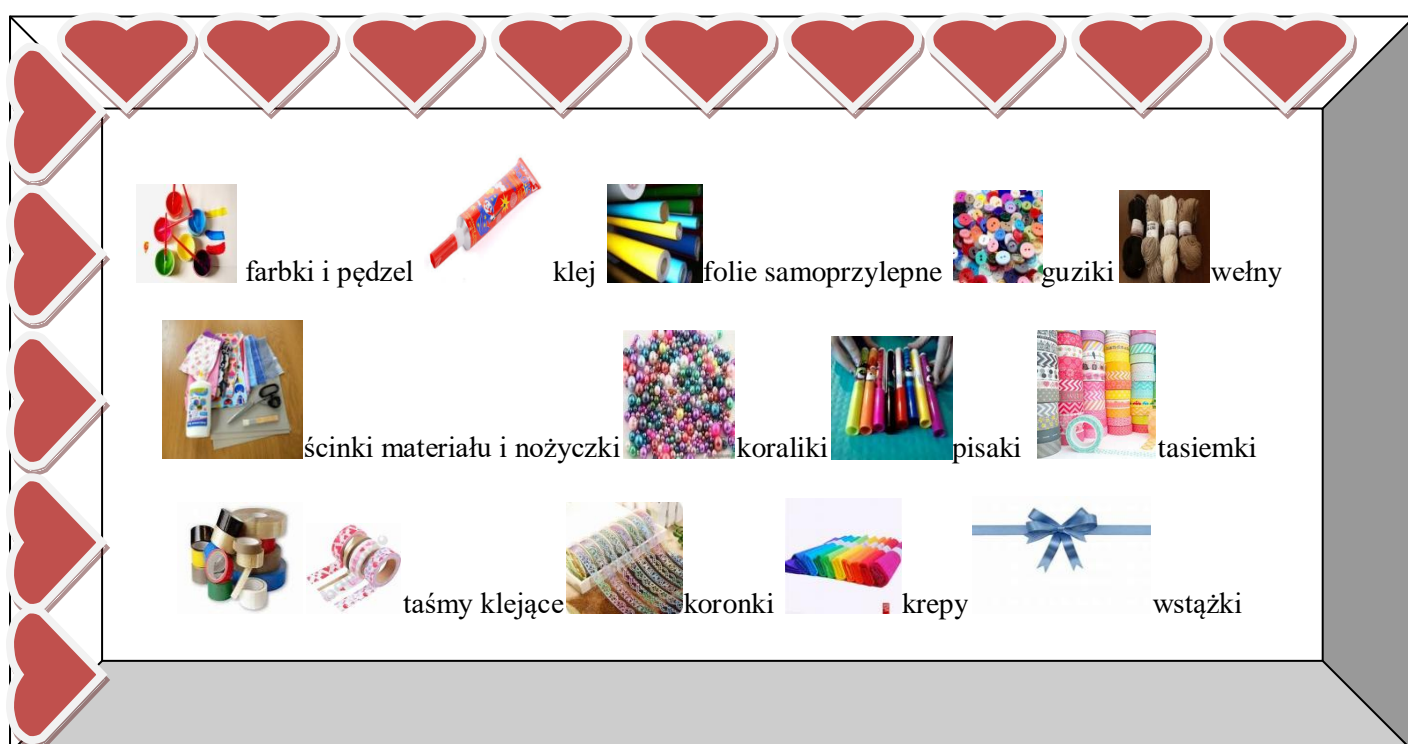 farbki i pędzel klej folie samoprzylepne guziki wełny
ścinki materiału i nożyczki koraliki pisaki tasiemki
taśmy klejące koronki krepy wstążki